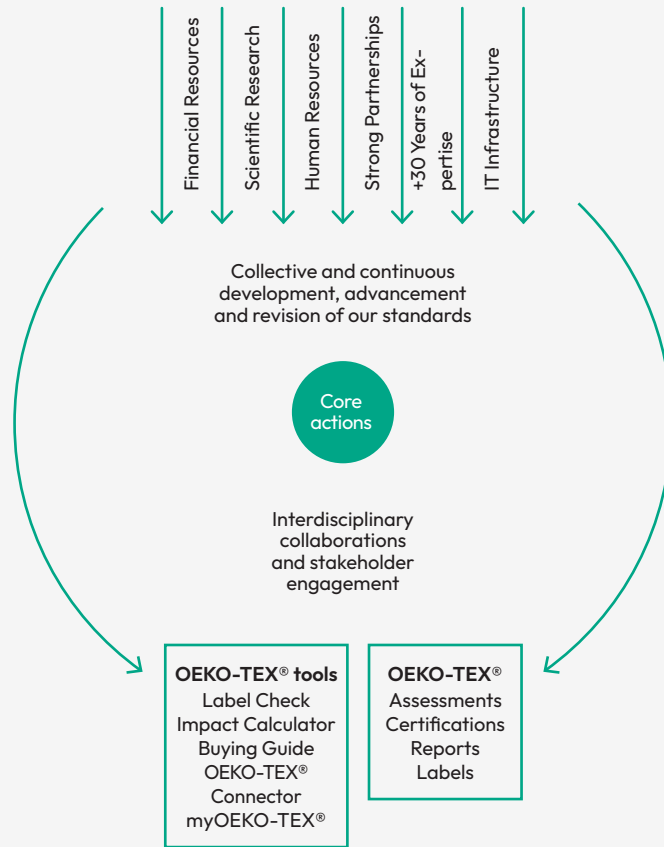 Financial Resources
Scientific Research
Human Resources
Strong Partnerships
+30 Years of Ex-
pertise
IT Infrastructure
Collective and continuous
development, advancement
and revision of our standards
Core
actions
Interdisciplinary
collaborations
and stakeholder
engagement
OEKO-TEX® tools
Label Check
Impact Calculator
Buying Guide
OEKO-TEX®
Connector
myOEKO-TEX®
OEKO-TEX®
Assessments
Certifications
Reports
Labels